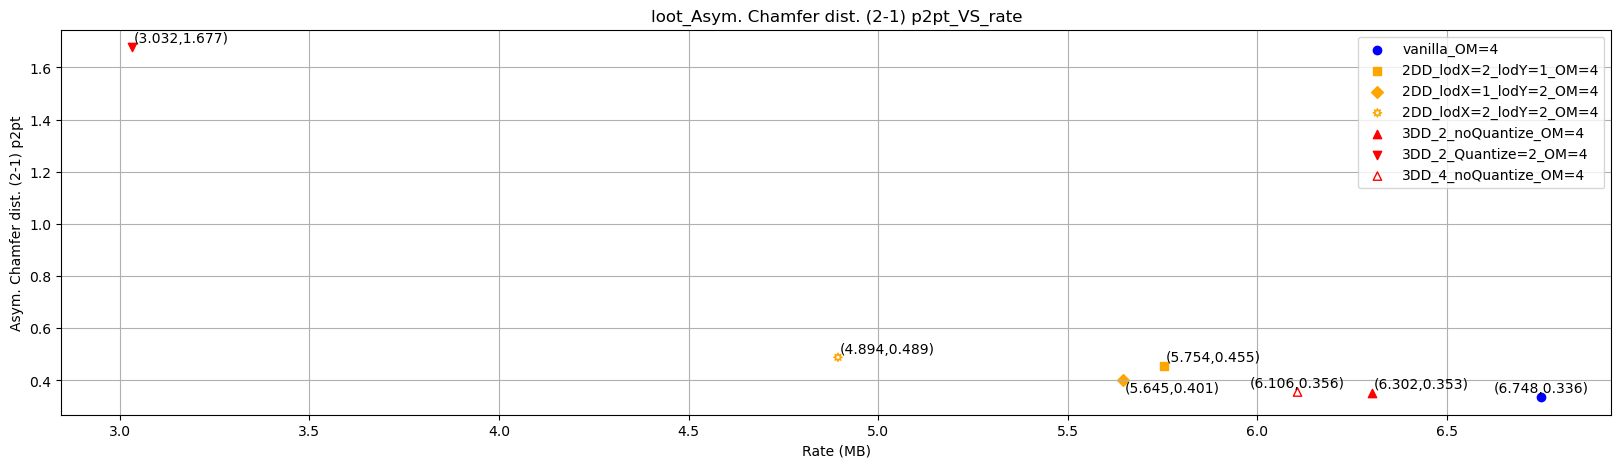 loot_Asym. Chamfer dist. (2-1) p2pt_VS_rate
Asym. Chamfer dist. (2-1) p2pt
1.6
1.4
1.2
1.0
0.8
0.6
0.4
(3.032,1.677)
(4.894,0.489)
(5.754,0.455)
(5.645,0.401)
(6.106,0.356)
(6.302,0.353)
(6.748,0.336)
vanilla_OM=4
2DD_lodX=2_lodY=1_OM=4
2DD_lodX=1_lodY=2_OM=4
2DD_lodX=2_lodY=2_OM=4
3DD_2_noQuantize_OM=4
3DD_2_Quantize=2_OM=4
3DD_4_noQuantize_OM=4
3.0 3.5 4.0 4.5 5.0 5.5 6.0 6.5
Rate (MB)